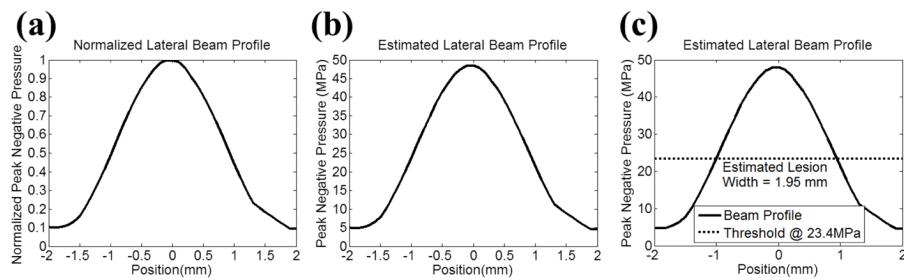 (a)
Normalized Lateral Beam Profile
Normalized Peak Negative Pressure
1
0.9
0.8
0.7
0.6
0.5
0.4
0.3
0.2
0.1
0
-2 -1.5 -1 -0.5 0 0.5 1 1.5 2
Position(mm)
(b)
Estimated Lateral Beam Profile
Peak Negative Pressure (MPa)
50
45
40
35
30
25
20
15
10
5
0
-2 -1.5 -1 -0.5 0 0.5 1 1.5 2
Position(mm)
(c)
Estimated Lateral Beam Profile
Peak Negative Pressure (MPa)
50
40
30
20
10
0
Estimated Lesion
Width = 1.95 mm
Beam Profile
Threshold @ 23.4MPa
-2 -1 0 1 2
Position(mm)